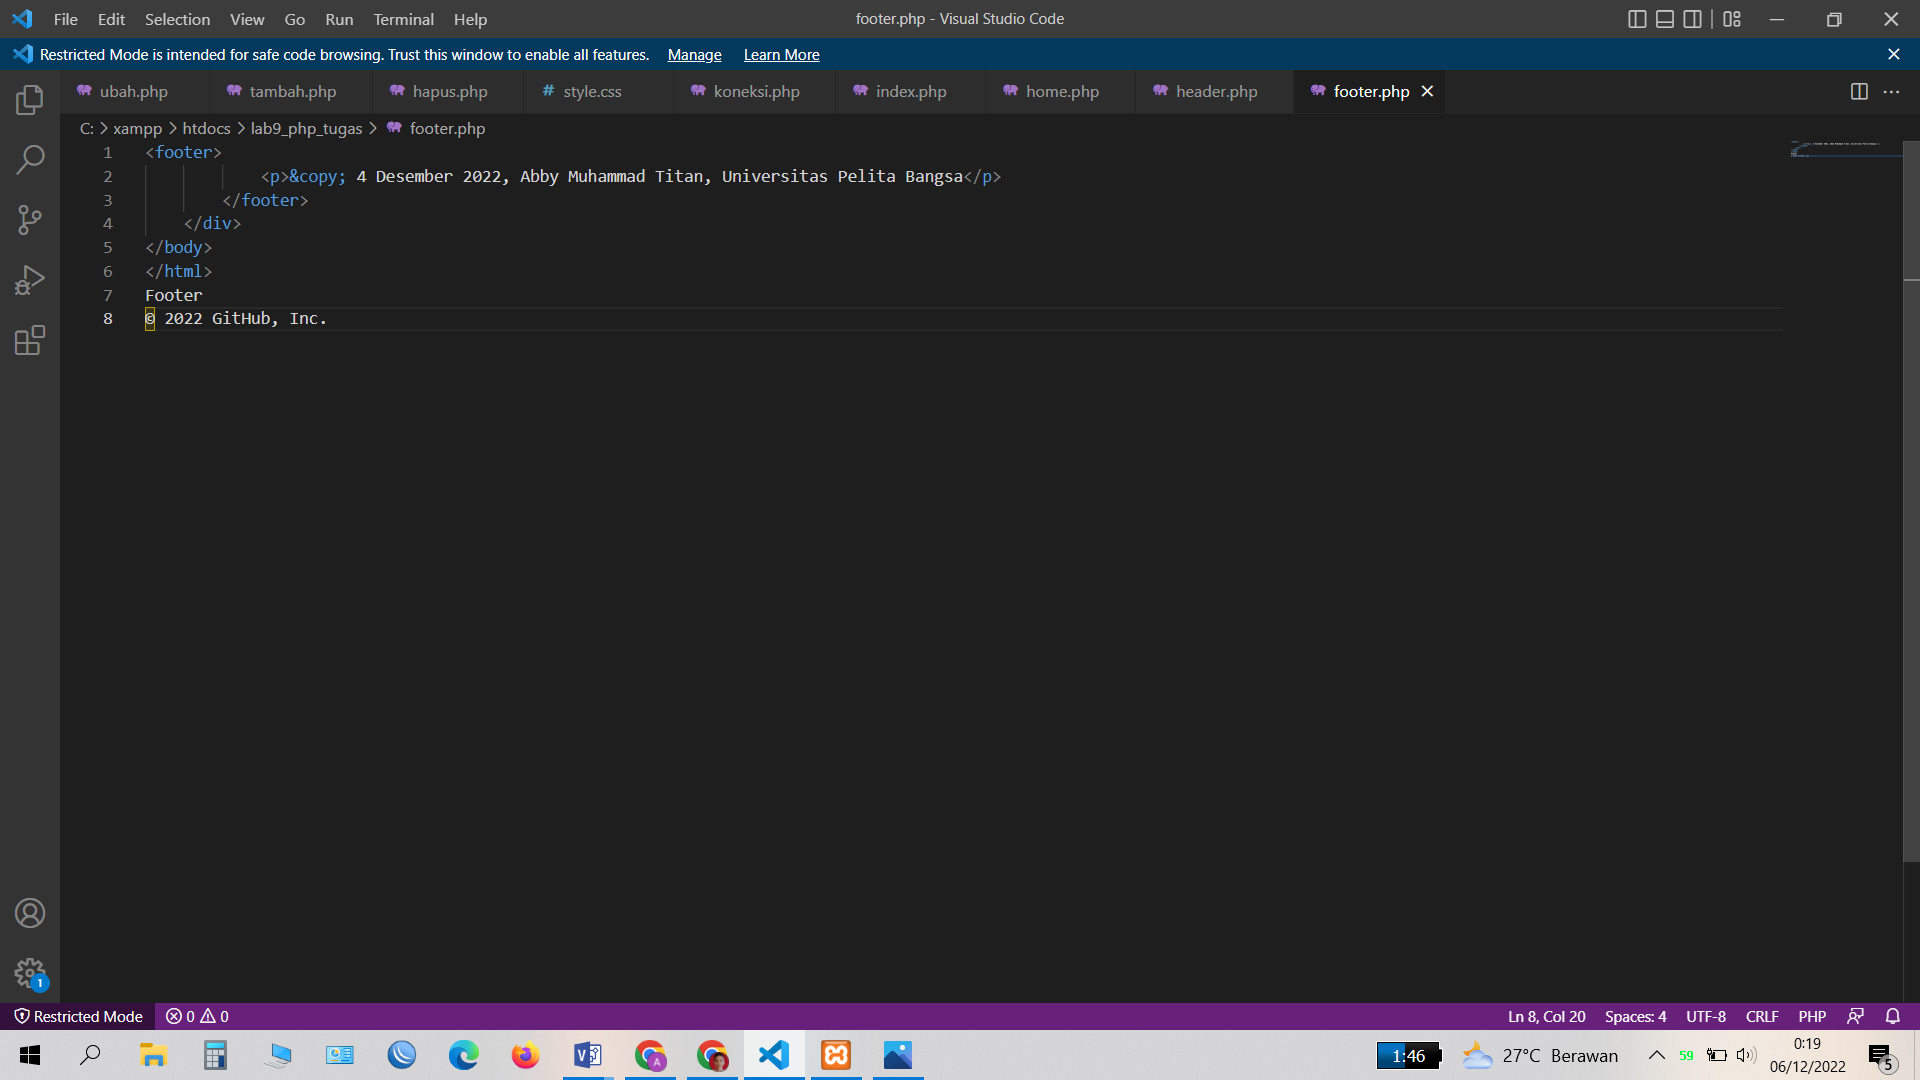 File Edit Selection View Go Run Terminal Help footer.php - Visual Studio Code
Restricted Mode is intended for safe code browsing. Trust this window to enable all features. Manage Learn More
ubah.php tambah.php hapus.php # style.css koneksi.php index.php home.php header.php footer.php
C: > xampp > htdocs > lab9_php_tugas > footer.php
1 <footer>
2 <p>&copy; 4 Desember 2022, Abby Muhammad Titan, Universitas Pelita Bangsa</p>
3 </footer>
4 </div>
5 </body>
6 </html>
7 Footer
8 © 2022 GitHub, Inc.
1
Restricted Mode 0 0 Ln 8, Col 20 Spaces: 4 UTF-8 CRLF PHP
A 1:46 27°C Berawan 59 0:19
06/12/2022 5